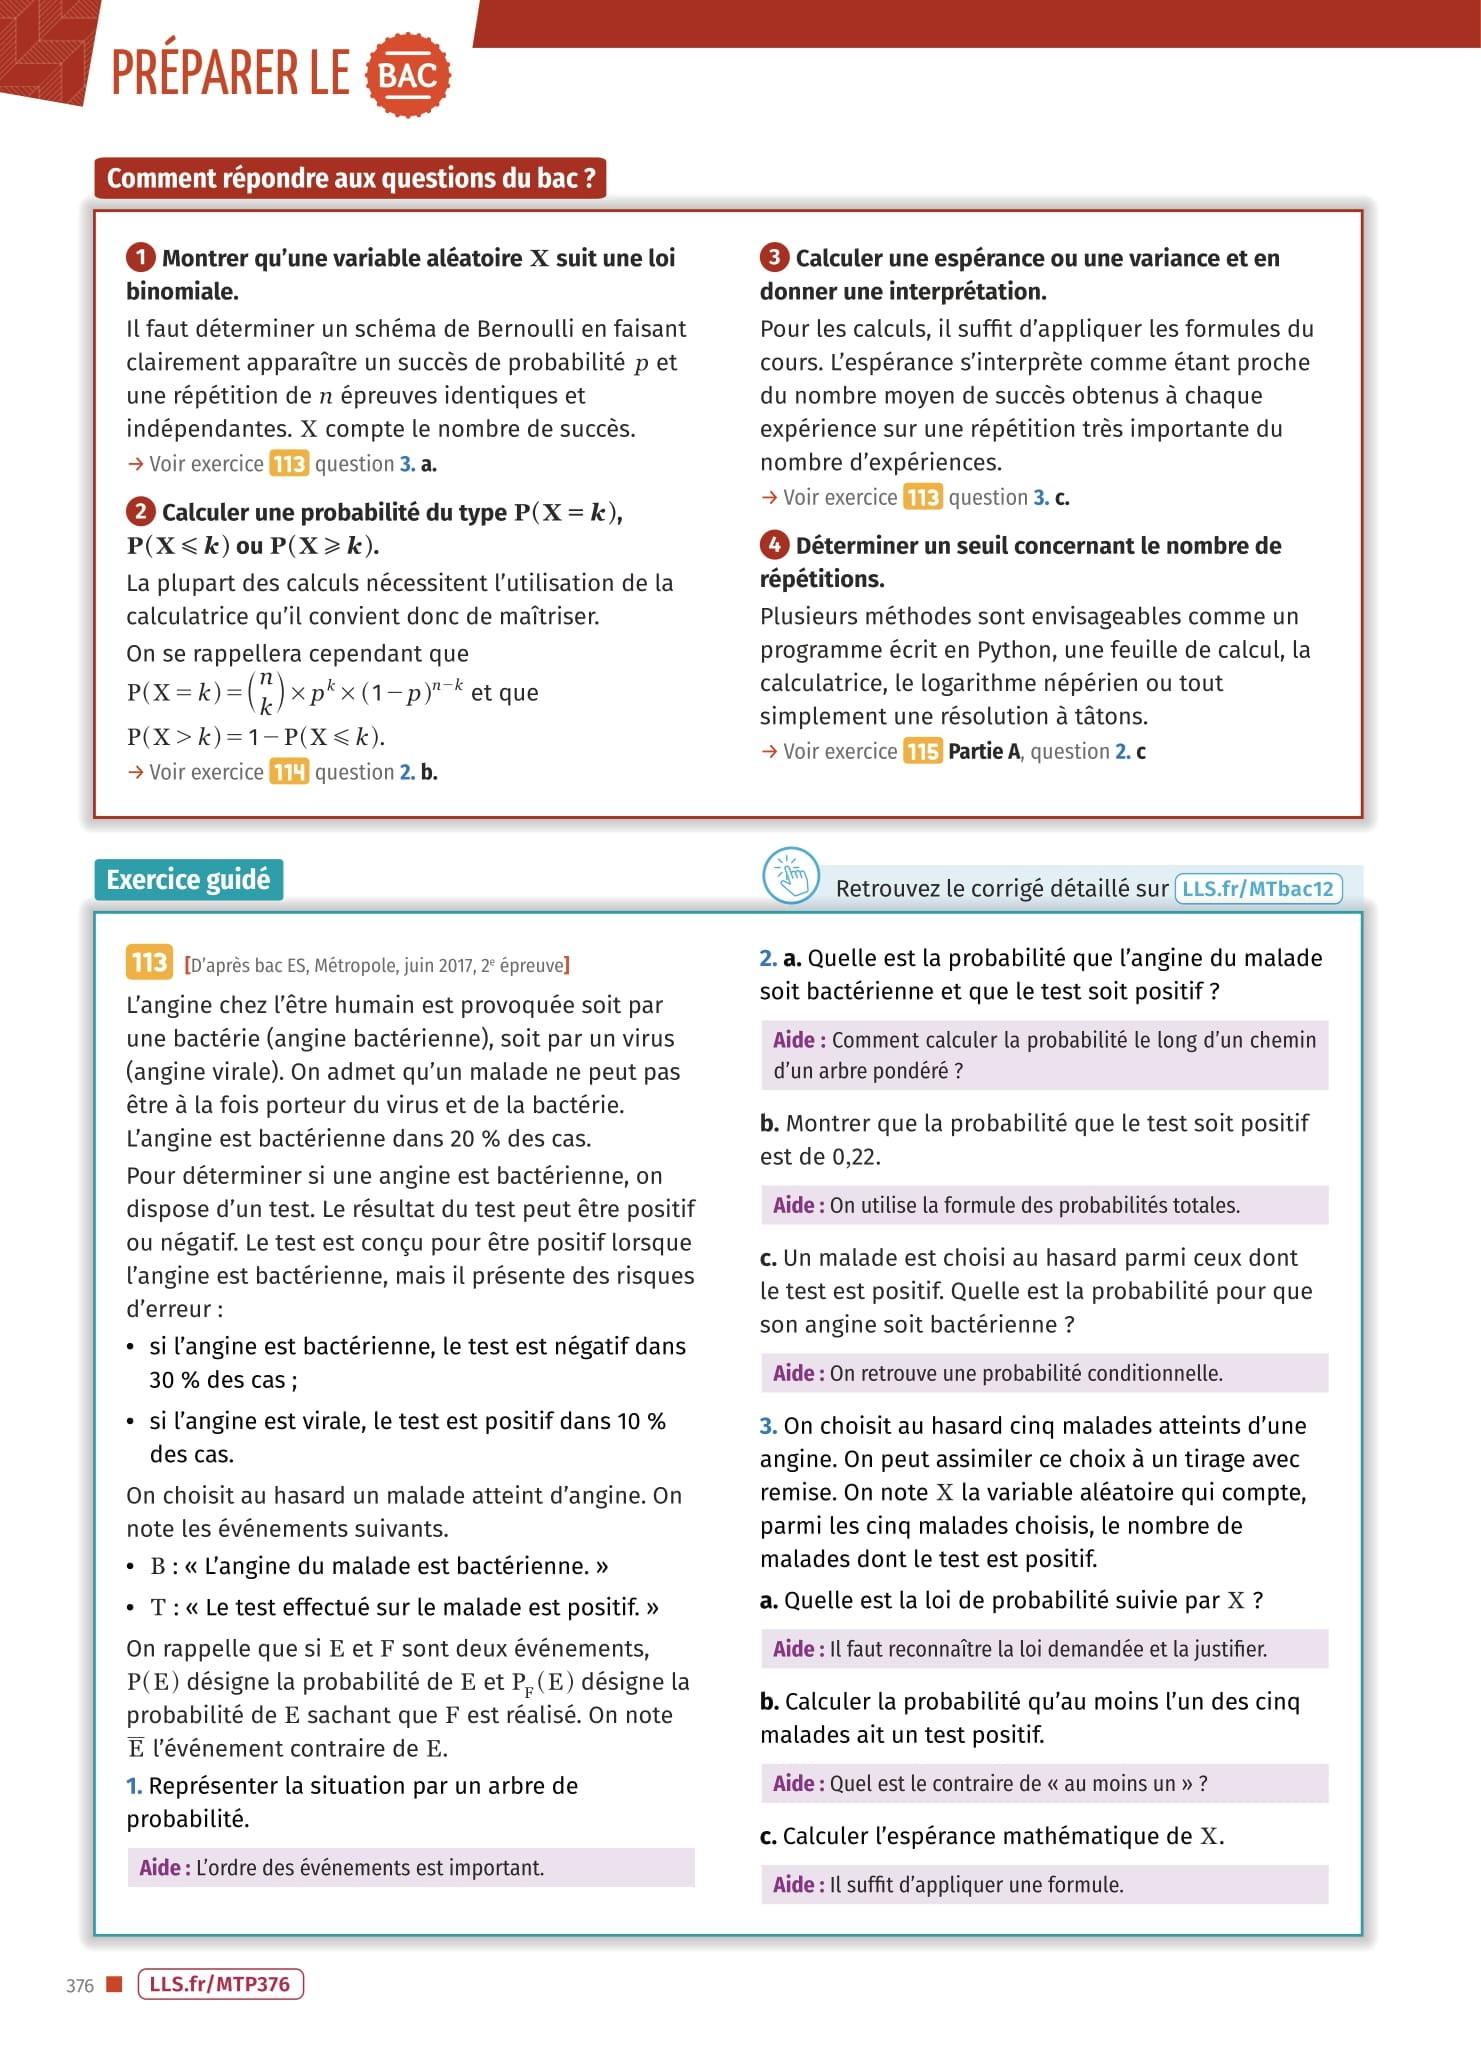 PRÉPARER LE BAC
Comment répondre aux questions du bac ?
1 Montrer qu’une variable aléatoire X suit une loi
binomiale.
Il faut déterminer un schéma de Bernoulli en faisant
clairement apparaître un succès de probabilité p et
une répétition de n épreuves identiques et
indépendantes. X compte le nombre de succès.
→ Voir exercice 113 question 3. a.
2 Calculer une probabilité du type P(X = k),
P(X ⩽ k) ou P(X ⩾ k).
La plupart des calculs nécessitent l’utilisation de la
calculatrice qu’il convient donc de maîtriser.
On se rappellera cependant que
P(X = k) = (n k) × p^k × (1 − p)^{n−k} et que
P(X > k) = 1 − P(X ⩽ k).
→ Voir exercice 114 question 2. b.
3 Calculer une espérance ou une variance et en
donner une interprétation.
Pour les calculs, il suffit d’appliquer les formules du
cours. L’espérance s’interprète comme étant proche
du nombre moyen de succès obtenus à chaque
expérience sur une répétition très importante du
nombre d’expériences.
→ Voir exercice 113 question 3. c.
4 Déterminer un seuil concernant le nombre de
répétitions.
Plusieurs méthodes sont envisageables comme un
programme écrit en Python, une feuille de calcul, la
calculatrice, le logarithme népérien ou tout
simplement une résolution à tâtons.
→ Voir exercice 115 Partie A, question 2. c
Exercice guidé
Retrouvez le corrigé détaillé sur LLS.fr/MTbac12
113 [D’après bac ES, Métropole, juin 2017, 2e épreuve]
L’angine chez l’être humain est provoquée soit par
une bactérie (angine bactérienne), soit par un virus
(angine virale). On admet qu’un malade ne peut pas
être à la fois porteur du virus et de la bactérie.
L’angine est bactérienne dans 20 % des cas.
Pour déterminer si une angine est bactérienne, on
dispose d’un test. Le résultat du test peut être positif
ou négatif. Le test est conçu pour être positif lorsque
l’angine est bactérienne, mais il présente des risques
d’erreur :
• si l’angine est bactérienne, le test est négatif dans
30 % des cas ;
• si l’angine est virale, le test est positif dans 10 %
des cas.
On choisit au hasard un malade atteint d’angine. On
note les événements suivants.
• B : « L’angine du malade est bactérienne. »
• T : « Le test effectué sur le malade est positif. »
On rappelle que si E et F sont deux événements,
P(E) désigne la probabilité de E et P_F(E) désigne la
probabilité de E sachant que F est réalisé. On note
E̅ l’événement contraire de E.
1. Représenter la situation par un arbre de
probabilité.
Aide : L’ordre des événements est important.
2. a. Quelle est la probabilité que l’angine du malade
soit bactérienne et que le test soit positif ?
Aide : Comment calculer la probabilité le long d’un chemin
d’un arbre pondéré ?
b. Montrer que la probabilité que le test soit positif
est de 0,22.
Aide : On utilise la formule des probabilités totales.
c. Un malade est choisi au hasard parmi ceux dont
le test est positif. Quelle est la probabilité pour que
son angine soit bactérienne ?
Aide : On retrouve une probabilité conditionnelle.
3. On choisit au hasard cinq malades atteints d’une
angine. On peut assimiler ce choix à un tirage avec
remise. On note X la variable aléatoire qui compte,
parmi les cinq malades choisis, le nombre de
malades dont le test est positif.
a. Quelle est la loi de probabilité suivie par X ?
Aide : Il faut reconnaître la loi demandée et la justifier.
b. Calculer la probabilité qu’au moins l’un des cinq
malades ait un test positif.
Aide : Quel est le contraire de « au moins un » ?
c. Calculer l’espérance mathématique de X.
Aide : Il suffit d’appliquer une formule.
376 LLS.fr/MTP376